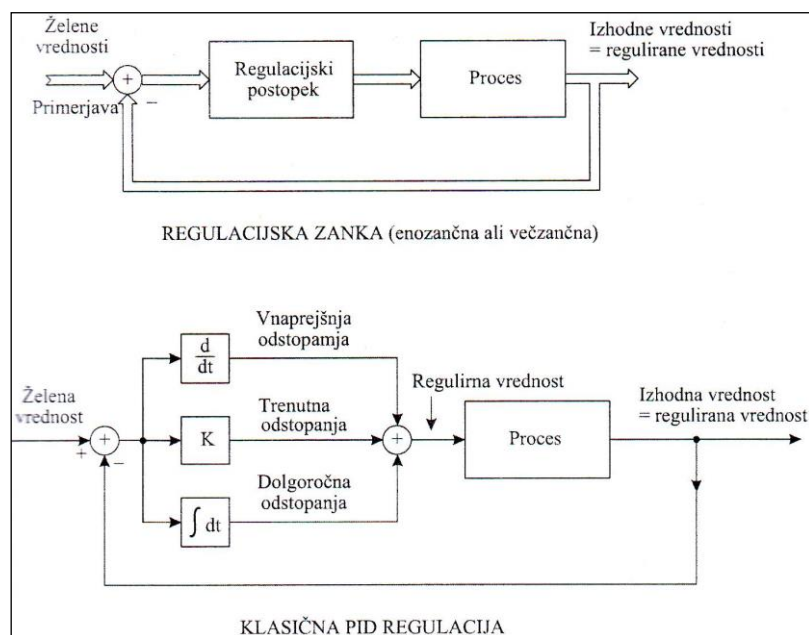 Želene
vrednosti
+
Primerjava
−
Regulacijski
postopek
Proces
Izhodne vrednosti
= regulirane vrednosti
REGULACIJSKA ZANKA (enozančna ali večzančna)
Želena
vrednost
+
+
−
d
dt
K
∫ dt
Vnaprejšnja
odstopamja
Trenutna
odstopanja
Dolgoročna
odstopanja
+
Regulirna vrednost
Proces
Izhodna vrednost
= regulirana vrednost
KLASIČNA PID REGULACIJA